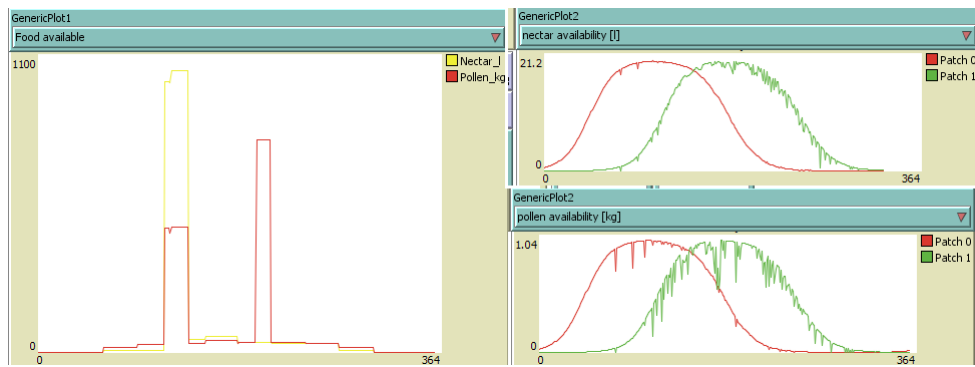 GenericPlot1
Food available
1100
Nectar_l
Pollen_kg
0
0
364
GenericPlot2
nectar availability [l]
21.2
Patch 0
Patch 1
0
0
364
GenericPlot2
pollen availability [kg]
1.04
Patch 0
Patch 1
0
0
364